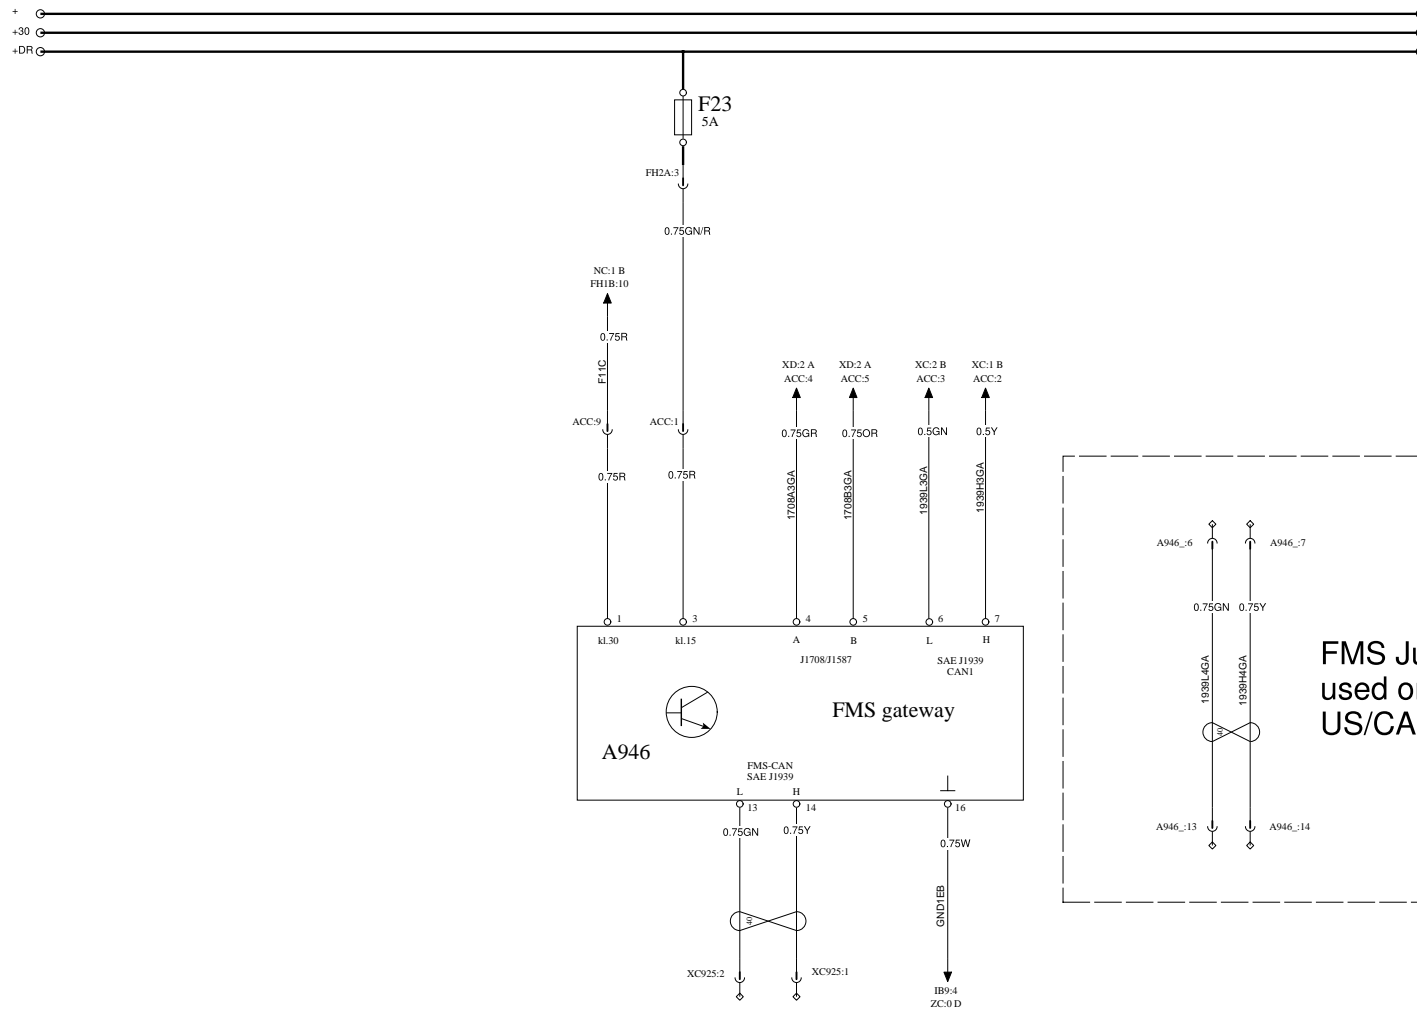 +
+30
+DR
F23
5A
FH2A:3
0.75GN/R
NC:1 B
FH1B:10
0.75R
F11C
ACC:9
ACC:1
0.75R
0.75R
XD:2 A
ACC:4
XD:2 A
ACC:5
XC:2 B
ACC:3
XC:1 B
ACC:2
0.75GR
0.75OR
0.5GN
0.5Y
1708A3GA
1708B3GA
1939L3GA
1939H3GA
1
3
4
5
6
7
kl.30
kl.15
A
B
L
H
J1708/J1587
SAE J1939
CAN1
FMS gateway
A946
FMS-CAN
SAE J1939
L
H
13
14
16
0.75GN
0.75Y
0.75W
40
GND1EB
XC925:2
XC925:1
IB9:4
ZC:0 D
A946_:6
A946_:7
0.75GN
0.75Y
1939L4GA
1939H4GA
40
A946_:13
A946_:14
FMS
used
US/CA